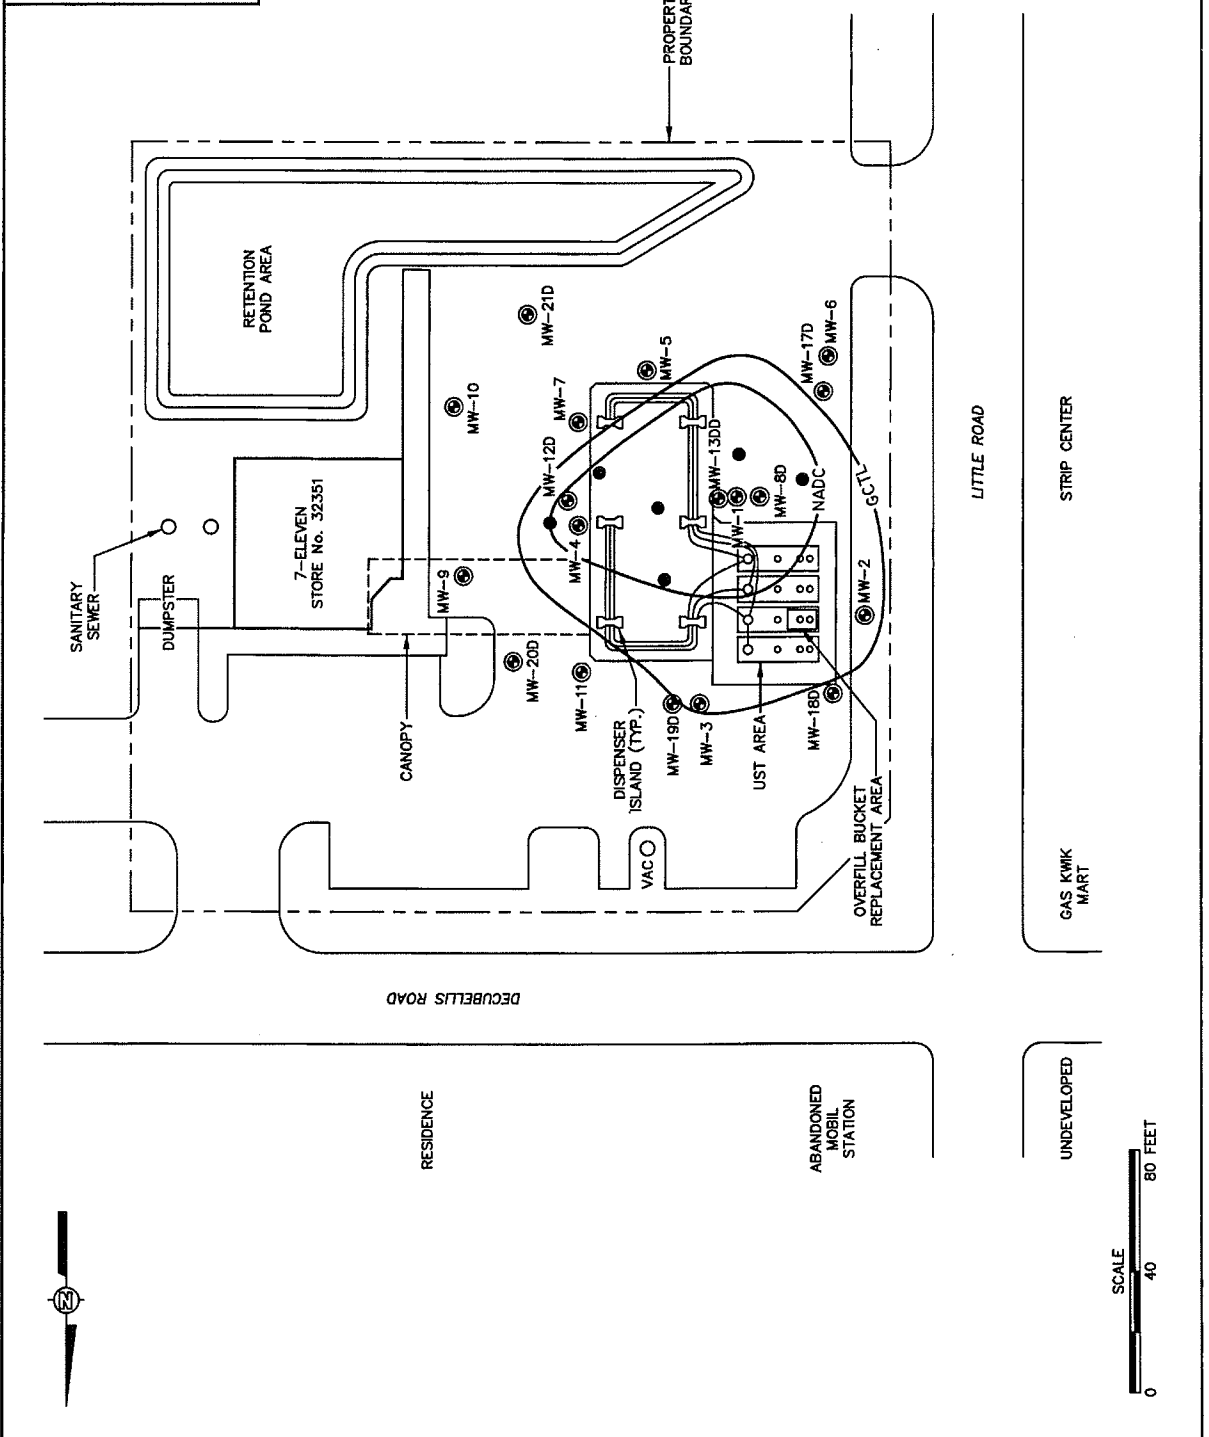 PROPERT
BOUNDAR
RETENTION
POND AREA
SANITARY
SEWER
DUMPSTER
7-ELEVEN
STORE No. 32351
MW-21D
MW-10
MW-5
MW-7
MW-17D
MW-6
MW-12D
MW-13DD
MW-4
MW-1
MW-8D
NADC
GCTL
MW-9
MW-2
MW-20D
MW-11
CANOPY
DISPENSER
ISLAND (TYP.)
MW-19D
MW-3
UST AREA
MW-18D
VAC
OVERFILL BUCKET
REPLACEMENT AREA
LITTLE ROAD
STRIP CENTER
GAS KWIK
MART
DECUBELLIS ROAD
RESIDENCE
ABANDONED
MOBIL
STATION
UNDEVELOPED
N
SCALE
0 40 80 FEET